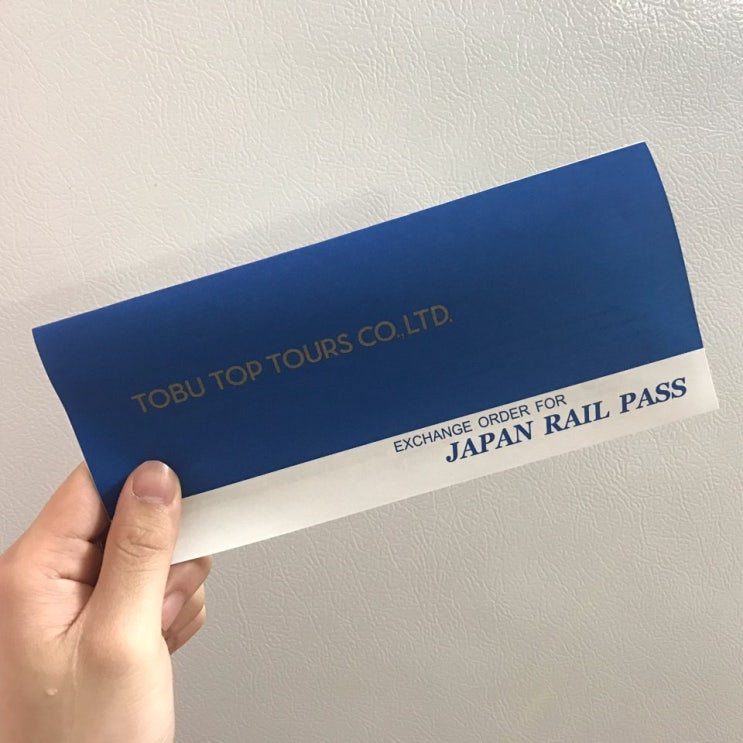 TOBU TOP TOURS CO.,LTD.
EXCHANGE ORDER FOR
JAPAN RAIL PASS